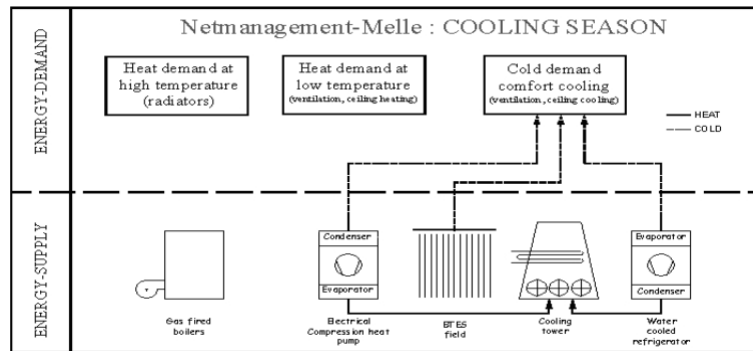 Netmanagement-Melle : COOLING SEASON
ENERGY-DEMAND
Heat demand at
high temperature
(radiators)
Heat demand at
low temperature
(ventilation, ceiling heating)
Cold demand
comfort cooling
(ventilation, ceiling cooling)
HEAT
COLD
ENERGY-SUPPLY
Condenser
Evaporator
Evaporator
Condenser
Gas fired
boilers
Electrical
Compression heat
pump
BTES
field
Cooling
tower
Water
cooled
refrigerator